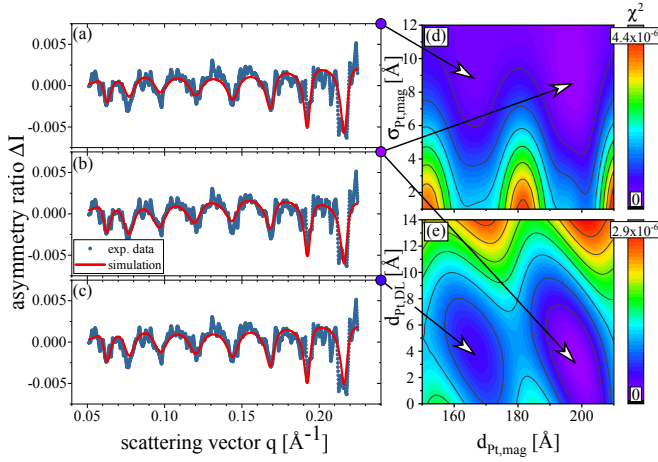 (a)
0.005
0.000
-0.005
(b)
0.005
0.000
-0.005
exp. data
simulation
(c)
0.005
0.000
-0.005
0.05 0.10 0.15 0.20
asymmetry ratio ΔI
scattering vector q [Å⁻¹]
(d)
12
10
8
6
4
2
σPt,mag [Å]
χ²
4.4x10⁻⁶
0
(e)
14
12
10
8
6
4
2
0
dPt,DL [Å]
2.9x10⁻⁶
0
160 180 200
dPt,mag [Å]